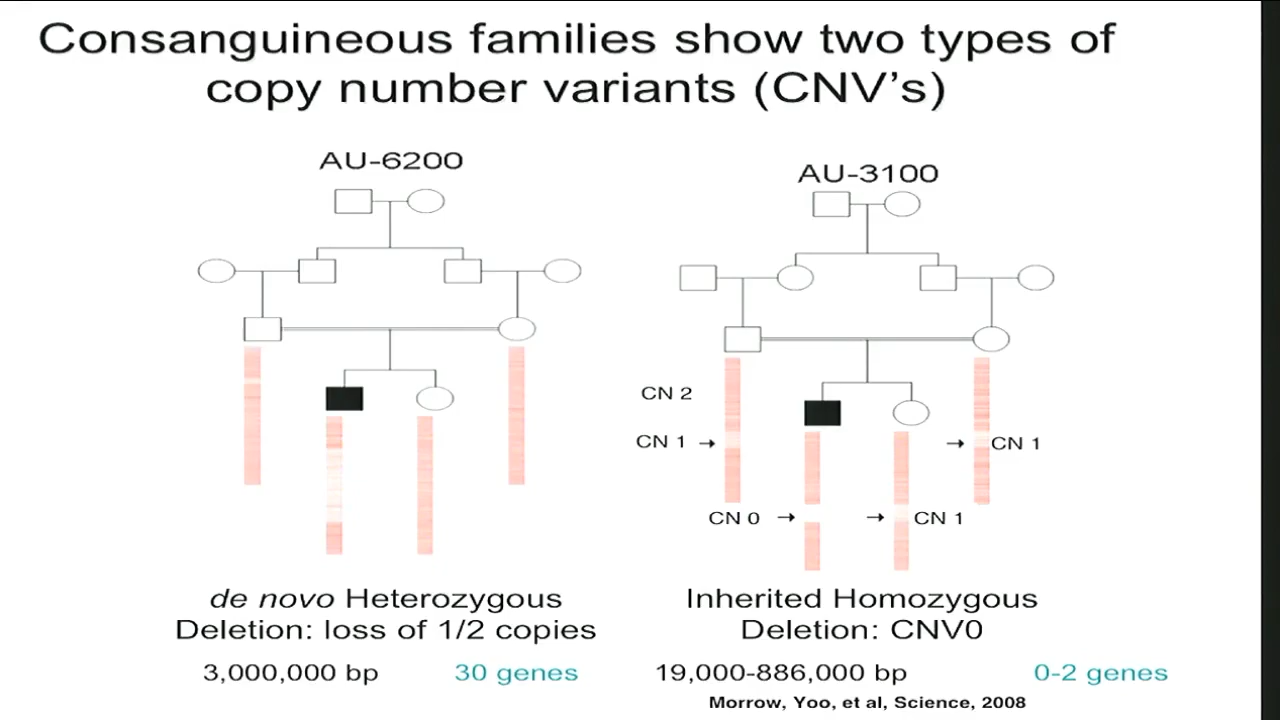 Consanguineous families show two types of
copy number variants (CNV's)
AU-6200
AU-3100
CN 2
CN 1 →
→ CN 1
CN 0 →
→ CN 1
de novo Heterozygous
Deletion: loss of 1/2 copies
3,000,000 bp 30 genes
Inherited Homozygous
Deletion: CNV0
19,000-886,000 bp 0-2 genes
Morrow, Yoo, et al, Science, 2008